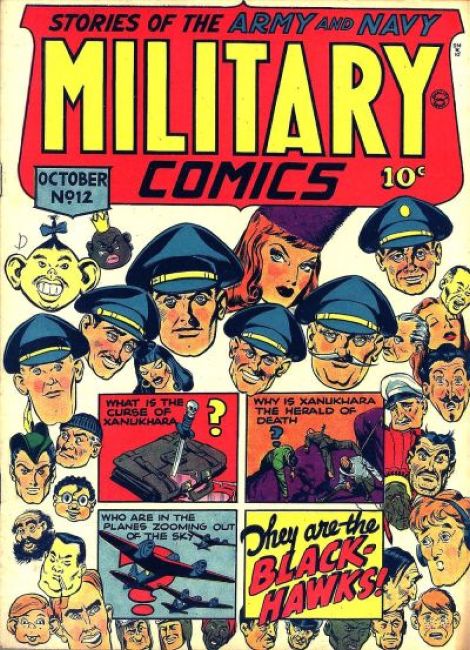 STORIES OF THE ARMY AND NAVY
MILITARY
COMICS
10¢
OCTOBER
No12
WHAT IS THE
CURSE OF
XANUKHARA
?
WHY IS XANUKHARA
THE HERALD OF
DEATH
?
WHO ARE IN THE
PLANES ZOOMING OUT
OF THE SKY
?
They are the
BLACK-
HAWKS!